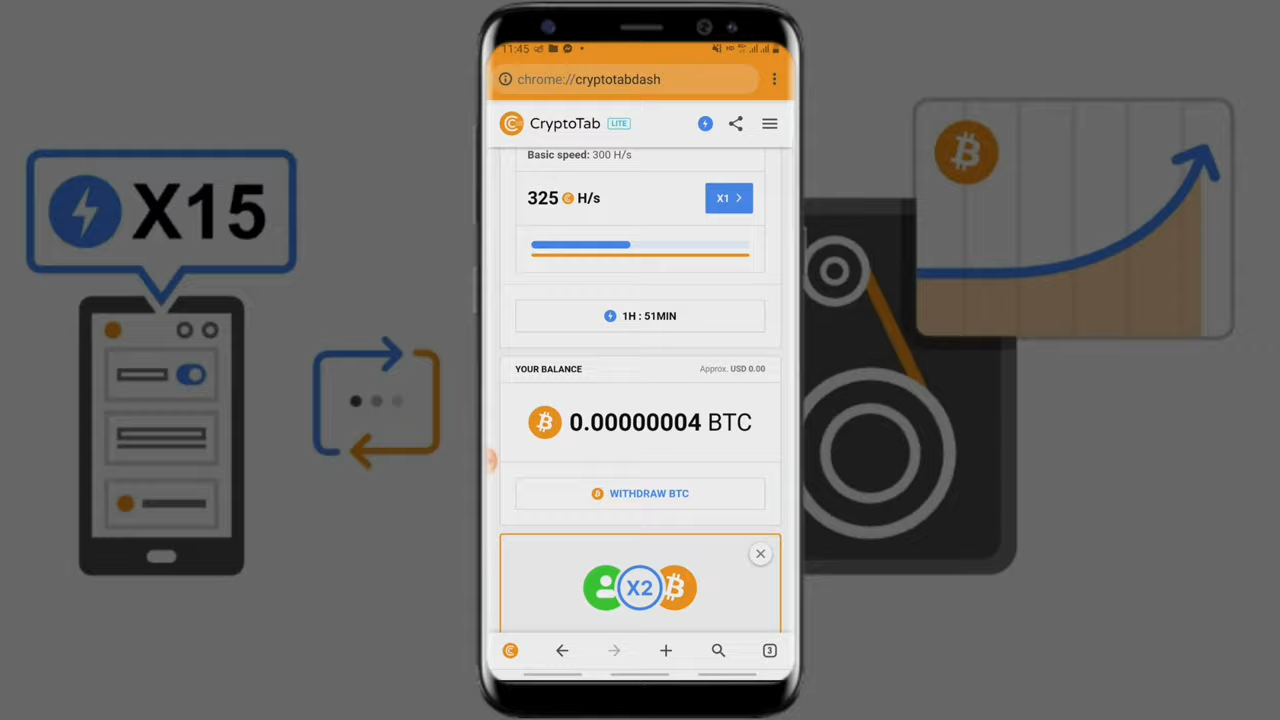 11:45
chrome://cryptotabdash
CryptoTab LITE
Basic speed: 300 H/s
325 H/s
X1 >
1H : 51MIN
YOUR BALANCE
Approx. USD 0.00
0.00000004 BTC
WITHDRAW BTC
X2
3
X15